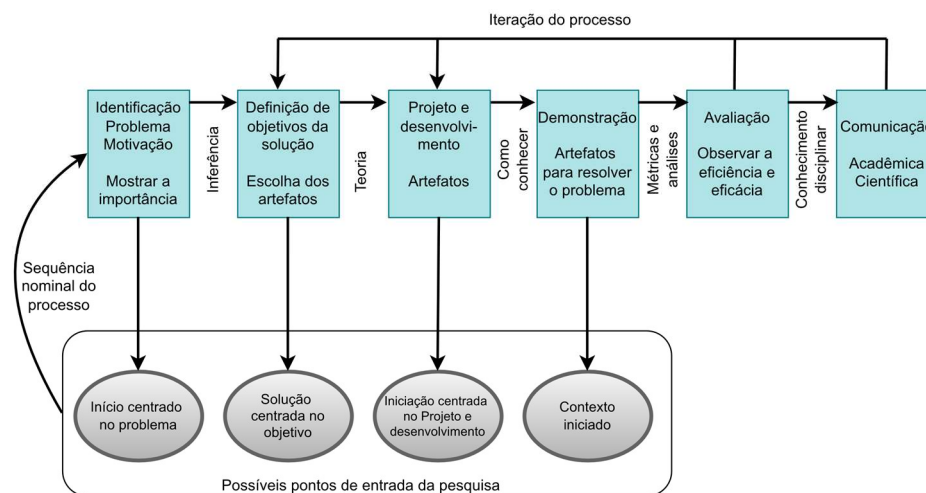 Iteração do processo
Identificação
Problema
Motivação
Mostrar a
importância
Inferência
Definição de
objetivos da
solução
Escolha dos
artefatos
Teoria
Projeto e
desenvolvi-
mento
Artefatos
Como
conhecer
Demonstração
Artefatos
para resolver
o problema
Métricas e
análises
Avaliação
Observar a
eficiência e
eficácia
Conhecimento
disciplinar
Comunicação
Acadêmica
Científica
Sequência
nominal do
processo
Início centrado
no problema
Solução
centrada no
objetivo
Iniciação centrada
no Projeto e
desenvolvimento
Contexto
iniciado
Possíveis pontos de entrada da pesquisa